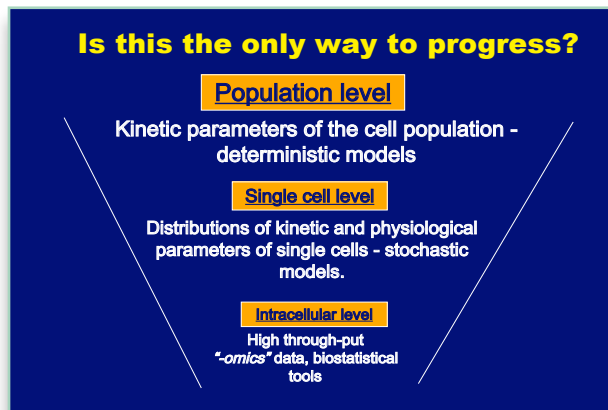 Is this the only way to progress?
Population level
Kinetic parameters of the cell population -
deterministic models
Single cell level
Distributions of kinetic and physiological
parameters of single cells - stochastic
models.
Intracellular level
High through-put
“-omics” data, biostatistical
tools